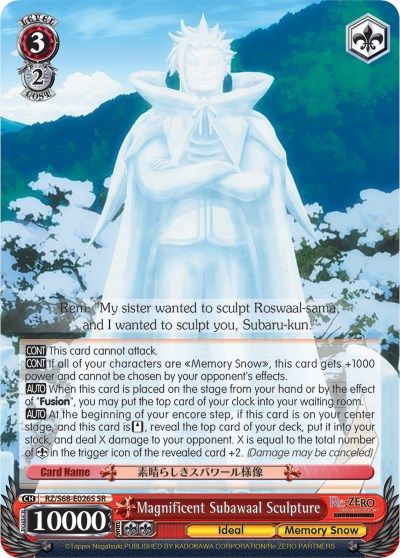 LEVEL
3
2
COST
Rem: "My sister wanted to sculpt Roswaal-sama,
and I wanted to sculpt you, Subaru-kun."
CONT This card cannot attack.
CONT If all of your characters are «Memory Snow», this card gets +1000
power and cannot be chosen by your opponent's effects.
AUTO When this card is placed on the stage from your hand or by the effect
of "Fusion", you may put the top card of your clock into your waiting room.
AUTO At the beginning of your encore step, if this card is on your center
stage, and this card is [ ], reveal the top card of your deck, put it into your
stock, and deal X damage to your opponent. X is equal to the total number
of in the trigger icon of the revealed card +2. (Damage may be canceled)
Card Name 素晴らしきスバワール様像
CH RZ/S68-E026S SR
POWER 10000
SOUL
Magnificent Subawaal Sculpture
Re:ZERO
Ideal Memory Snow
©Tappei Nagatsuki,PUBLISHED BY KADOKAWA CORPORATION/Re:ZERO PARTNERS